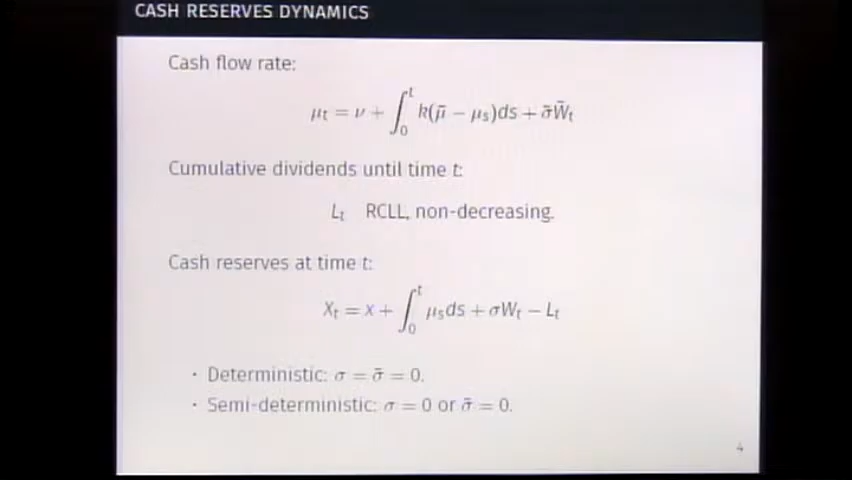 CASH RESERVES DYNAMICS
Cash flow rate:
μt = ν + ∫₀ᵗ k(μ̄ − μs)ds + σ̃W̃t
Cumulative dividends until time t:
Lt RCLL, non-decreasing.
Cash reserves at time t:
Xt = x + ∫₀ᵗ μsds + σWt − Lt
· Deterministic: σ = σ̃ = 0.
· Semi-deterministic: σ = 0 or σ̃ = 0.
4